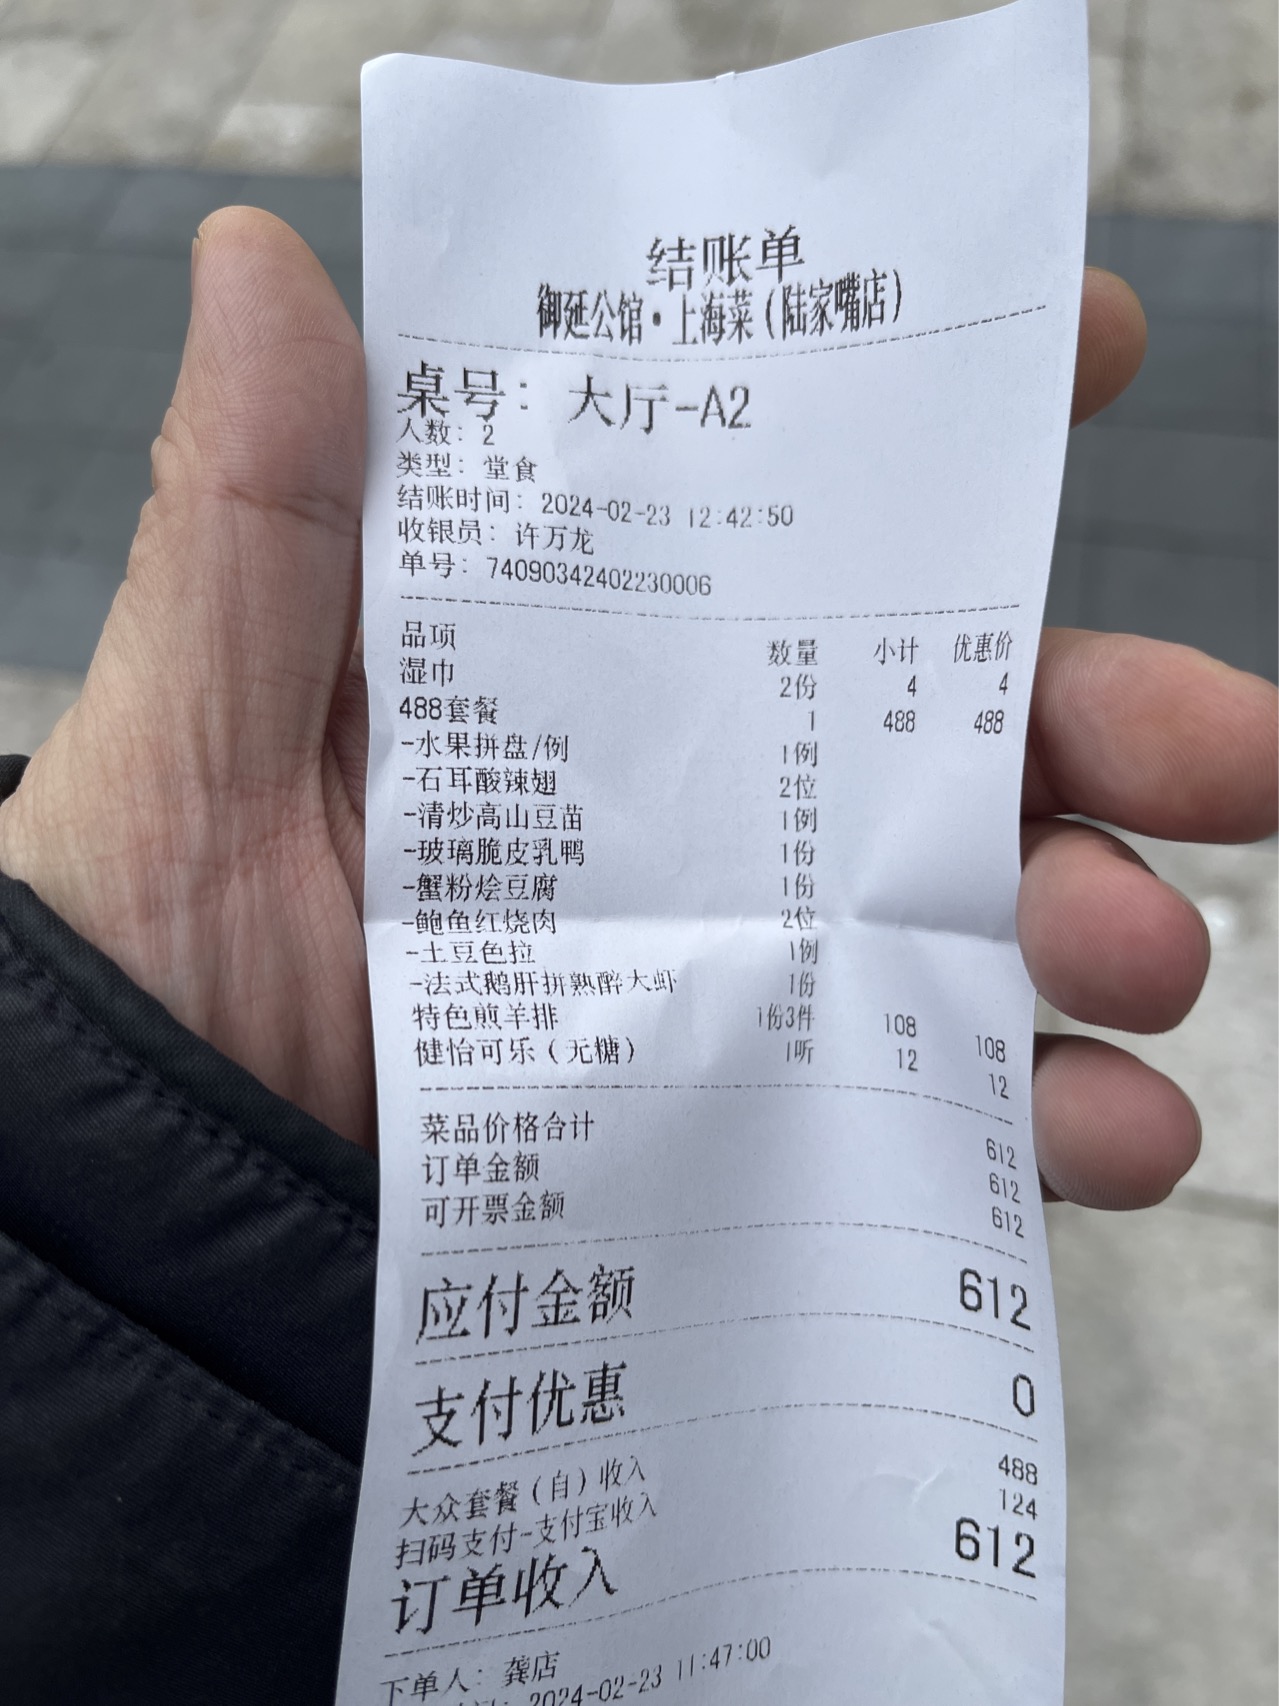 结账单
御延公馆·上海菜(陆家嘴店)
桌号: 大厅-A2
人数: 2
类型: 堂食
结账时间: 2024-02-23 12:42:50
收银员: 许万龙
单号: 74090342402230006
品项 数量 小计 优惠价
湿巾 2份 4 4
488套餐 1 488 488
-水果拼盘/例 1例
-石耳酸辣翅 2位
-清炒高山豆苗 1例
-玻璃脆皮乳鸭 1份
-蟹粉烩豆腐 1份
-鲍鱼红烧肉 2位
-土豆色拉 1例
-法式鹅肝拼熟醉大虾 1份
特色煎羊排 1份3件 108 108
健怡可乐(无糖) 1听 12 12
菜品价格合计 612
订单金额 612
可开票金额 612
应付金额 612
支付优惠 0
大众套餐(自)收入 488
扫码支付-支付宝收入 124
订单收入 612
下单人: 龚店
2024-02-23 11:47:00